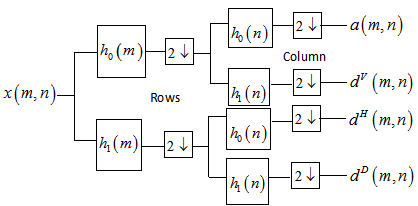 h₀(n) 2↓ a(m,n)
h₀(m) 2↓ Column
h₁(n) 2↓ dⱽ(m,n)
x(m,n) Rows
h₀(n) 2↓ dᴴ(m,n)
h₁(m) 2↓
h₁(n) 2↓ dᴰ(m,n)